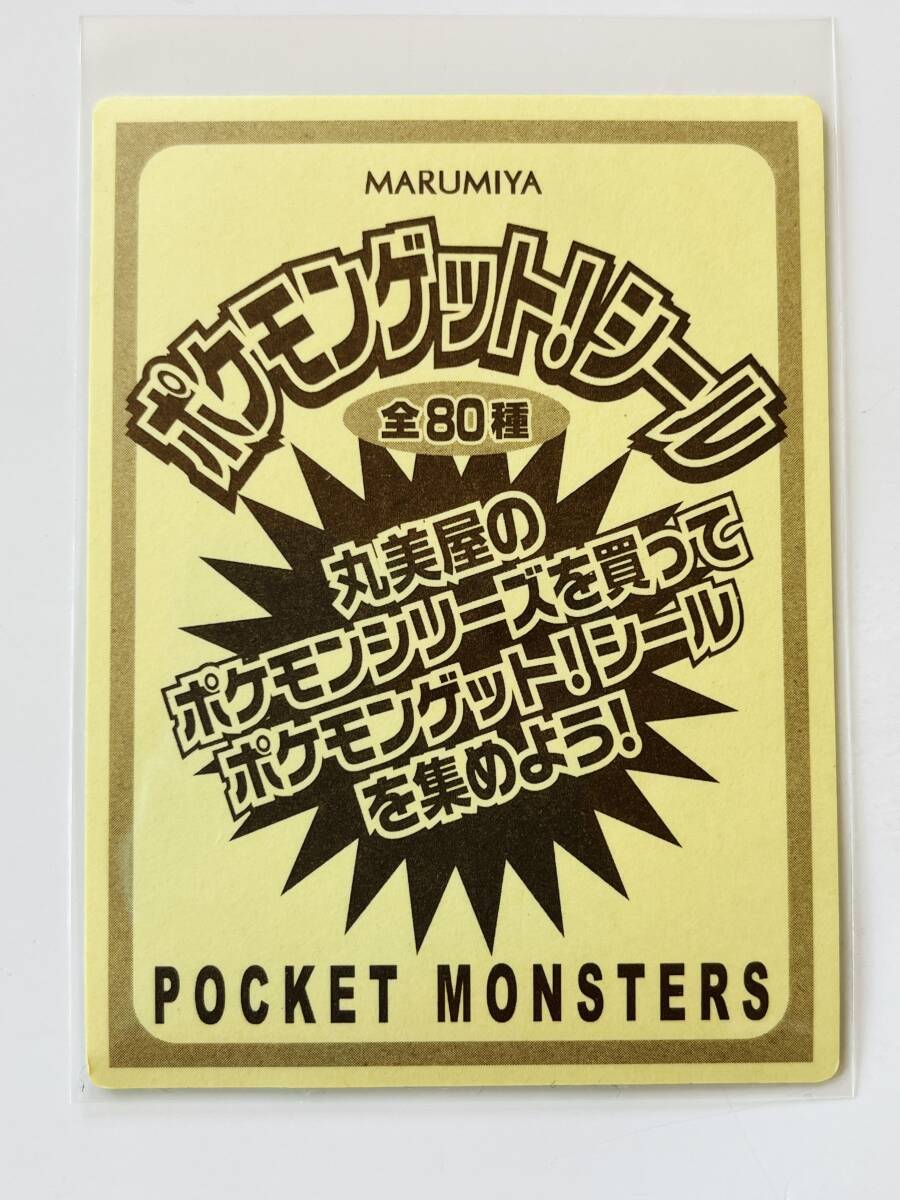 MARUMIYA
ポケモンゲット!シール
全80種
丸美屋の
ポケモンシリーズを買って
ポケモンゲット!シール
を集めよう!
POCKET MONSTERS